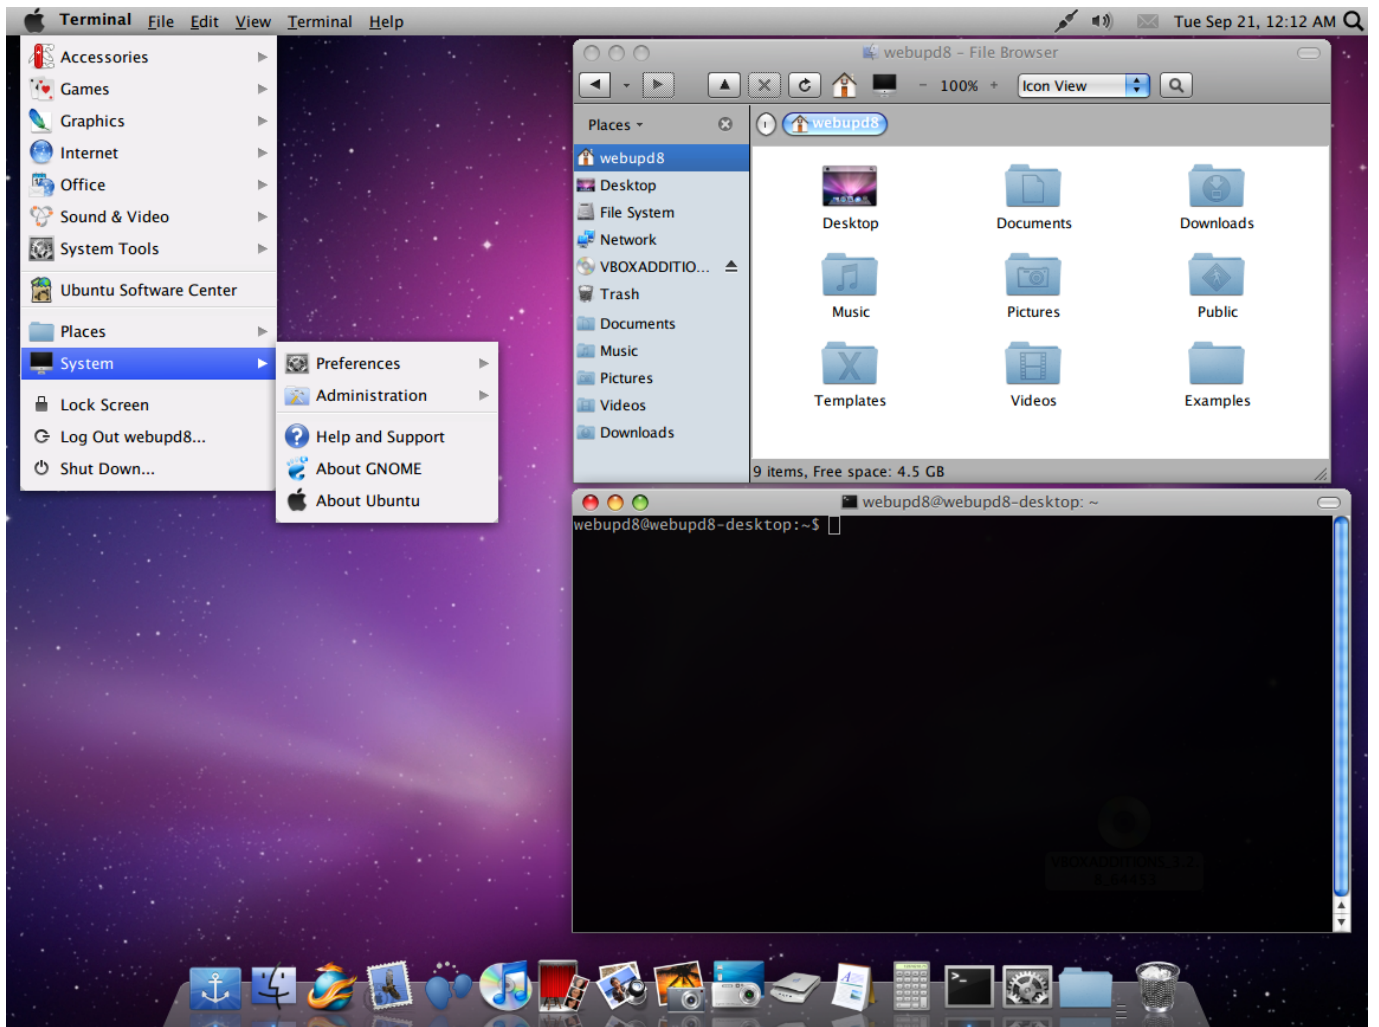 Terminal File Edit View Terminal Help
Tue Sep 21, 12:12 AM
Accessories
Games
Graphics
Internet
Office
Sound & Video
System Tools
Ubuntu Software Center
Places
System
Lock Screen
Log Out webupd8...
Shut Down...
Preferences
Administration
Help and Support
About GNOME
About Ubuntu
webupd8 – File Browser
− 100% + Icon View
Places
webupd8
webupd8
Desktop
File System
Network
VBOXADDITIO...
Trash
Documents
Music
Pictures
Videos
Downloads
Desktop Documents Downloads
Music Pictures Public
Templates Videos Examples
9 items, Free space: 4.5 GB
webupd8@webupd8-desktop: ~
webupd8@webupd8-desktop:~$
VBOXADDITIONS_3.2.
8_64453